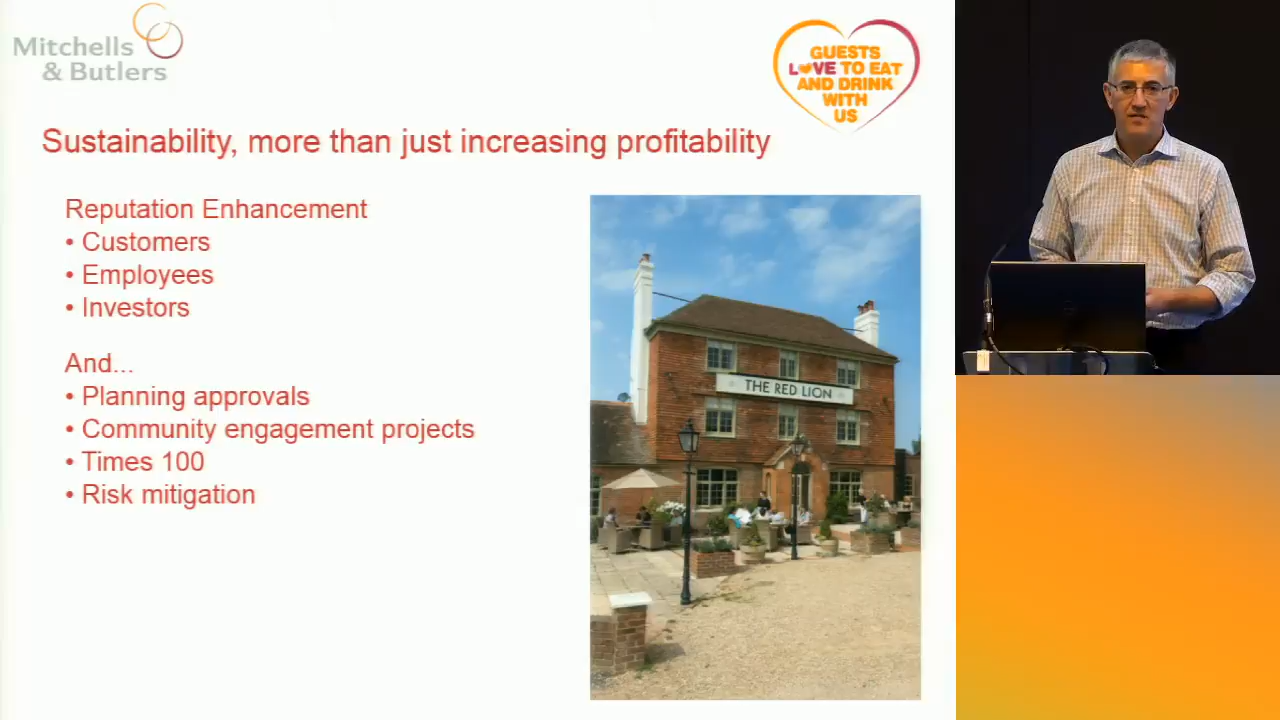 Mitchells
& Butlers
GUESTS
LOVE TO EAT
AND DRINK
WITH
US
Sustainability, more than just increasing profitability
Reputation Enhancement
• Customers
• Employees
• Investors
And...
• Planning approvals
• Community engagement projects
• Times 100
• Risk mitigation
THE RED LION